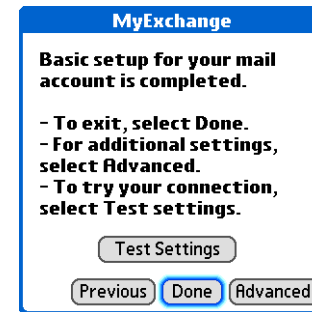 MyExchange
Basic setup for your mail
account is completed.
- To exit, select Done.
- For additional settings,
select Advanced.
- To try your connection,
select Test settings.
Test Settings
Previous Done Advanced